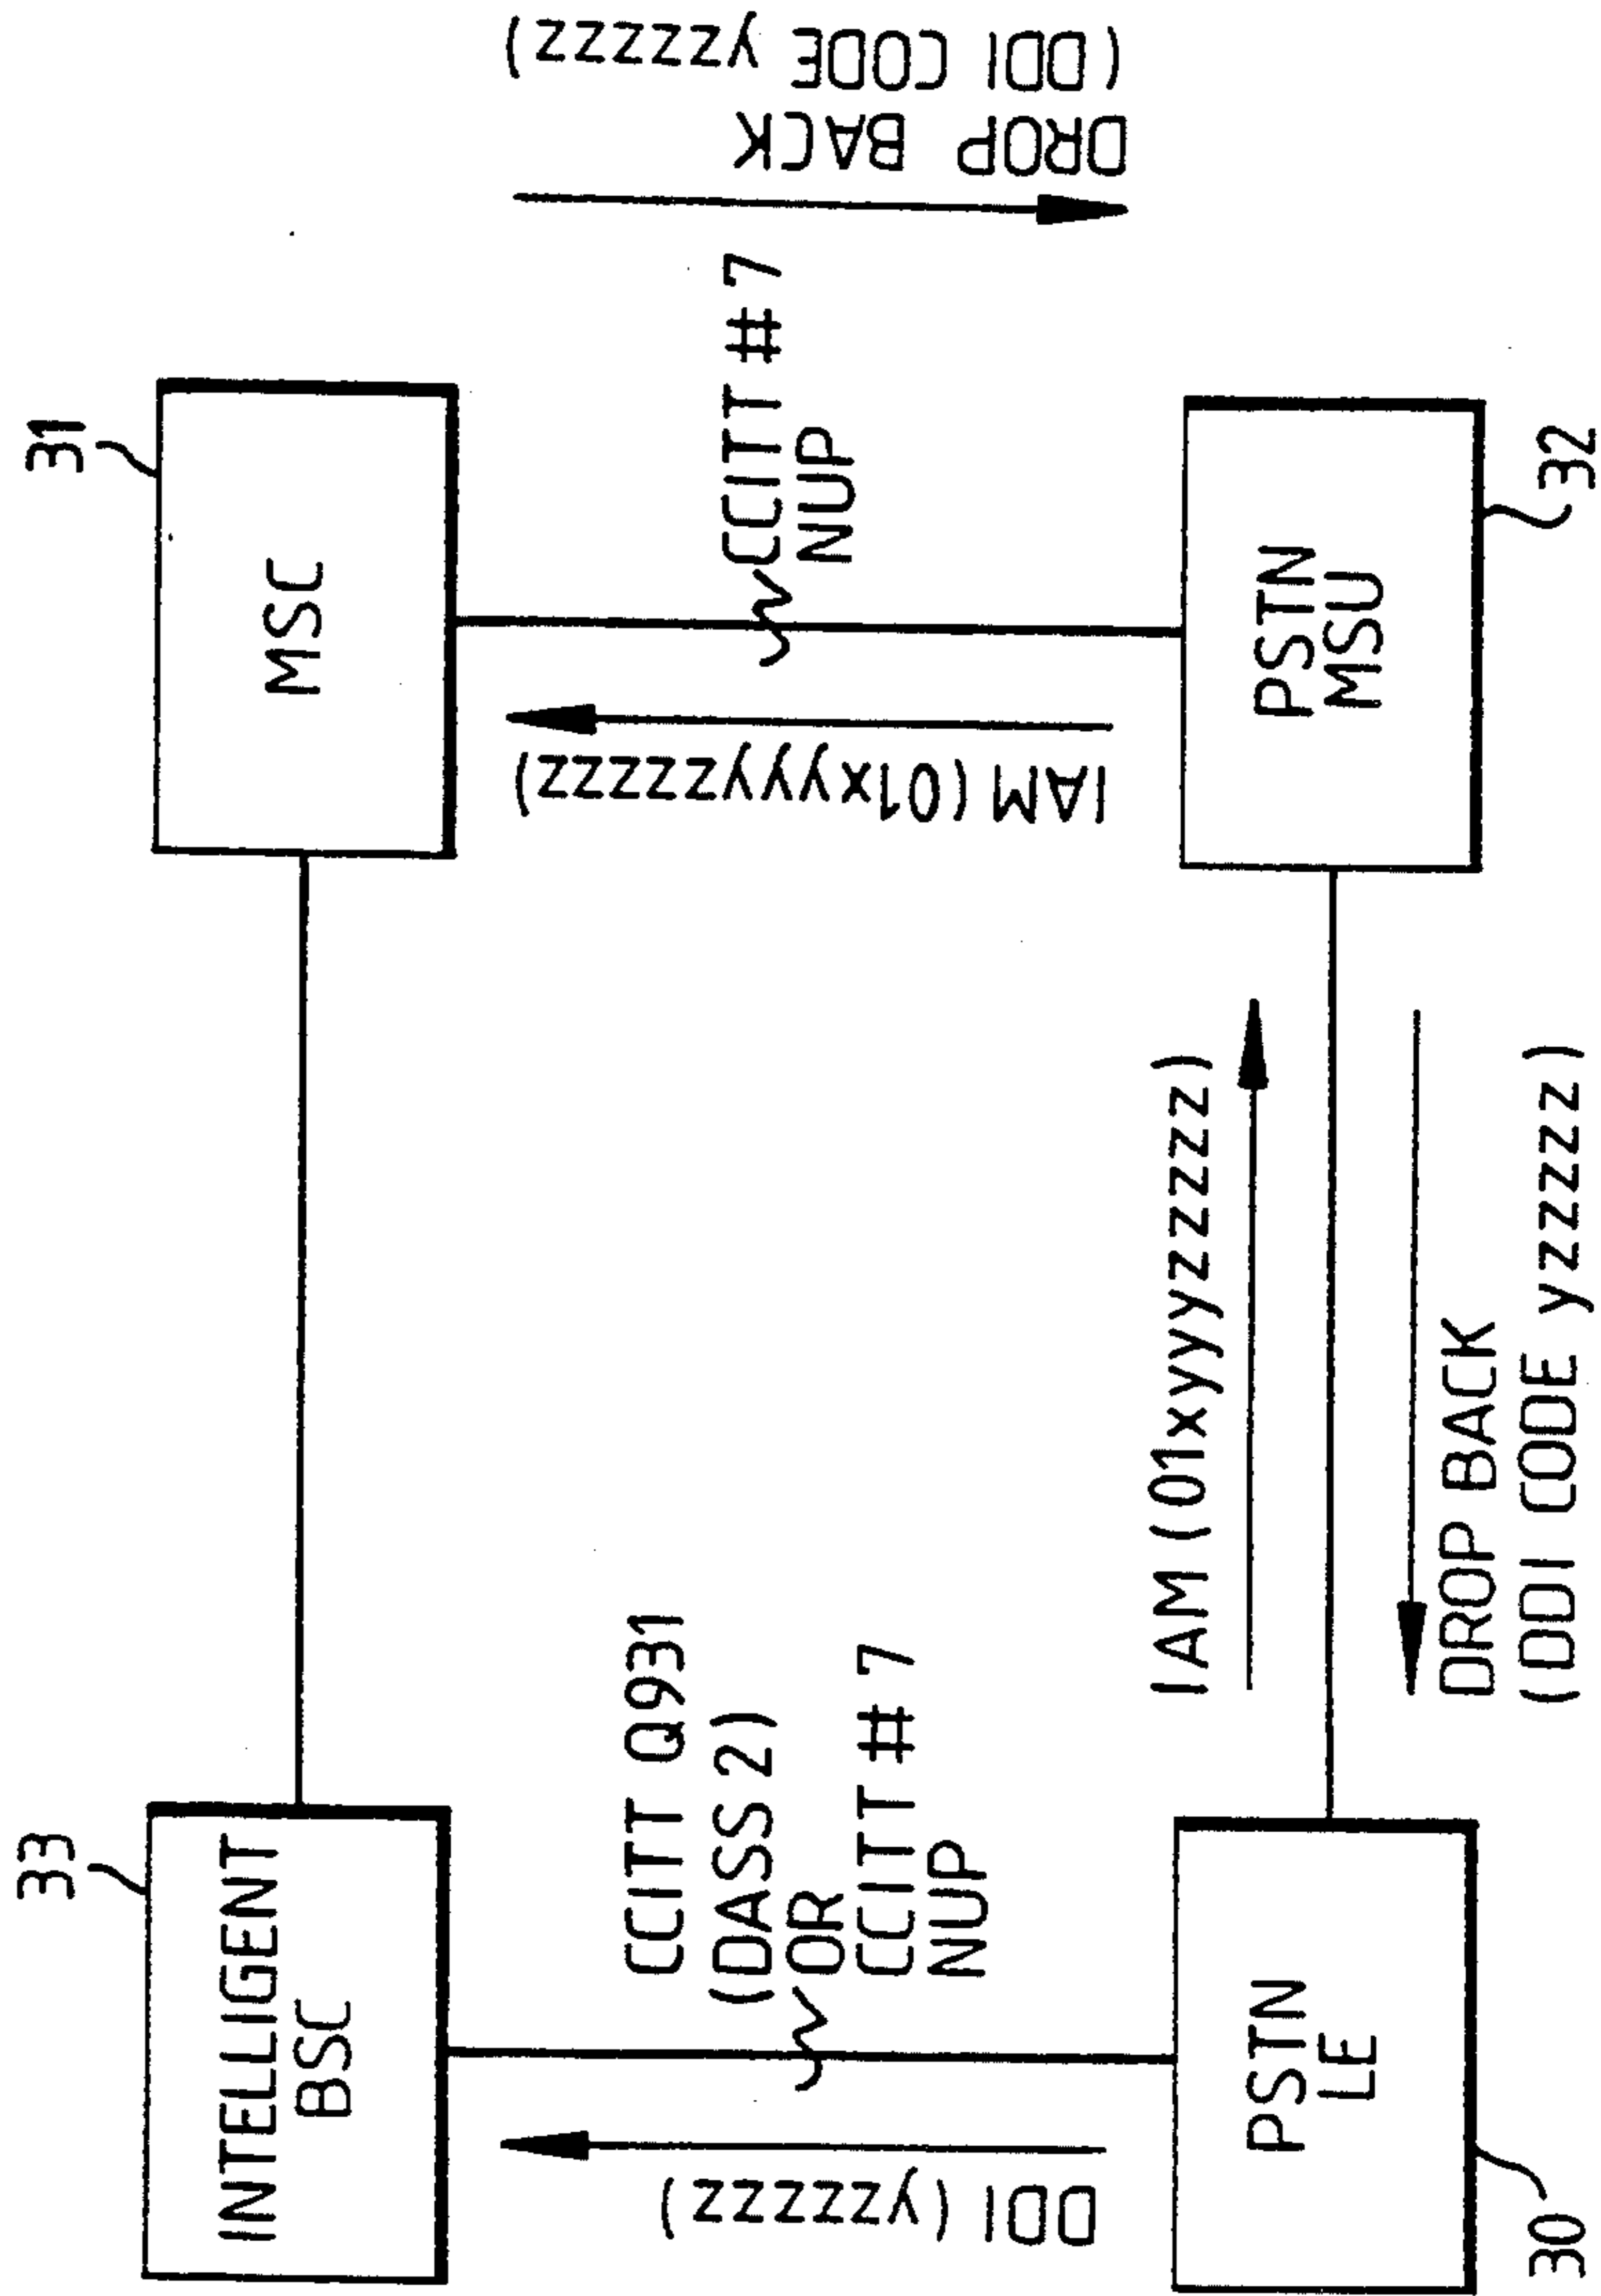 33
INTELLIGENT
BSC
31
MSC
DDI (yzzzzz)
CCITT Q931
(DASS 2)
OR
CCITT # 7
NUP
IAM (01xyyyzzzzz)
CCITT # 7
NUP
DROP BACK
(DDI CODE yzzzzz)
PSTN
LE
30
IAM (01xyyyzzzzz)
DROP BACK
(DDI CODE yzzzzz)
PSTN
MSU
32